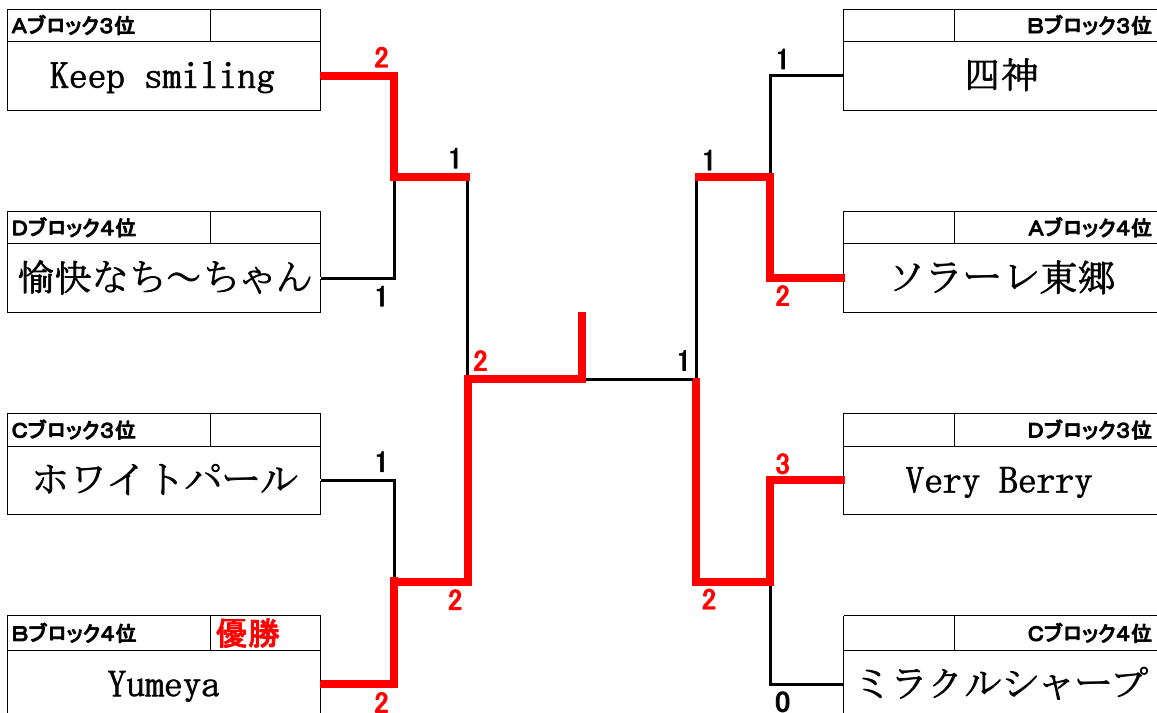 Aブロック3位
Keep smiling
2
1
Dブロック4位
愉快なち～ちゃん
1
Cブロック3位
ホワイトパール
1
2
Bブロック4位 優勝
Yumeya
2
2
1
Bブロック3位
四神
1
1
Aブロック4位
ソラーレ東郷
2
Dブロック3位
Very Berry
3
2
Cブロック4位
ミラクルシャープ
0